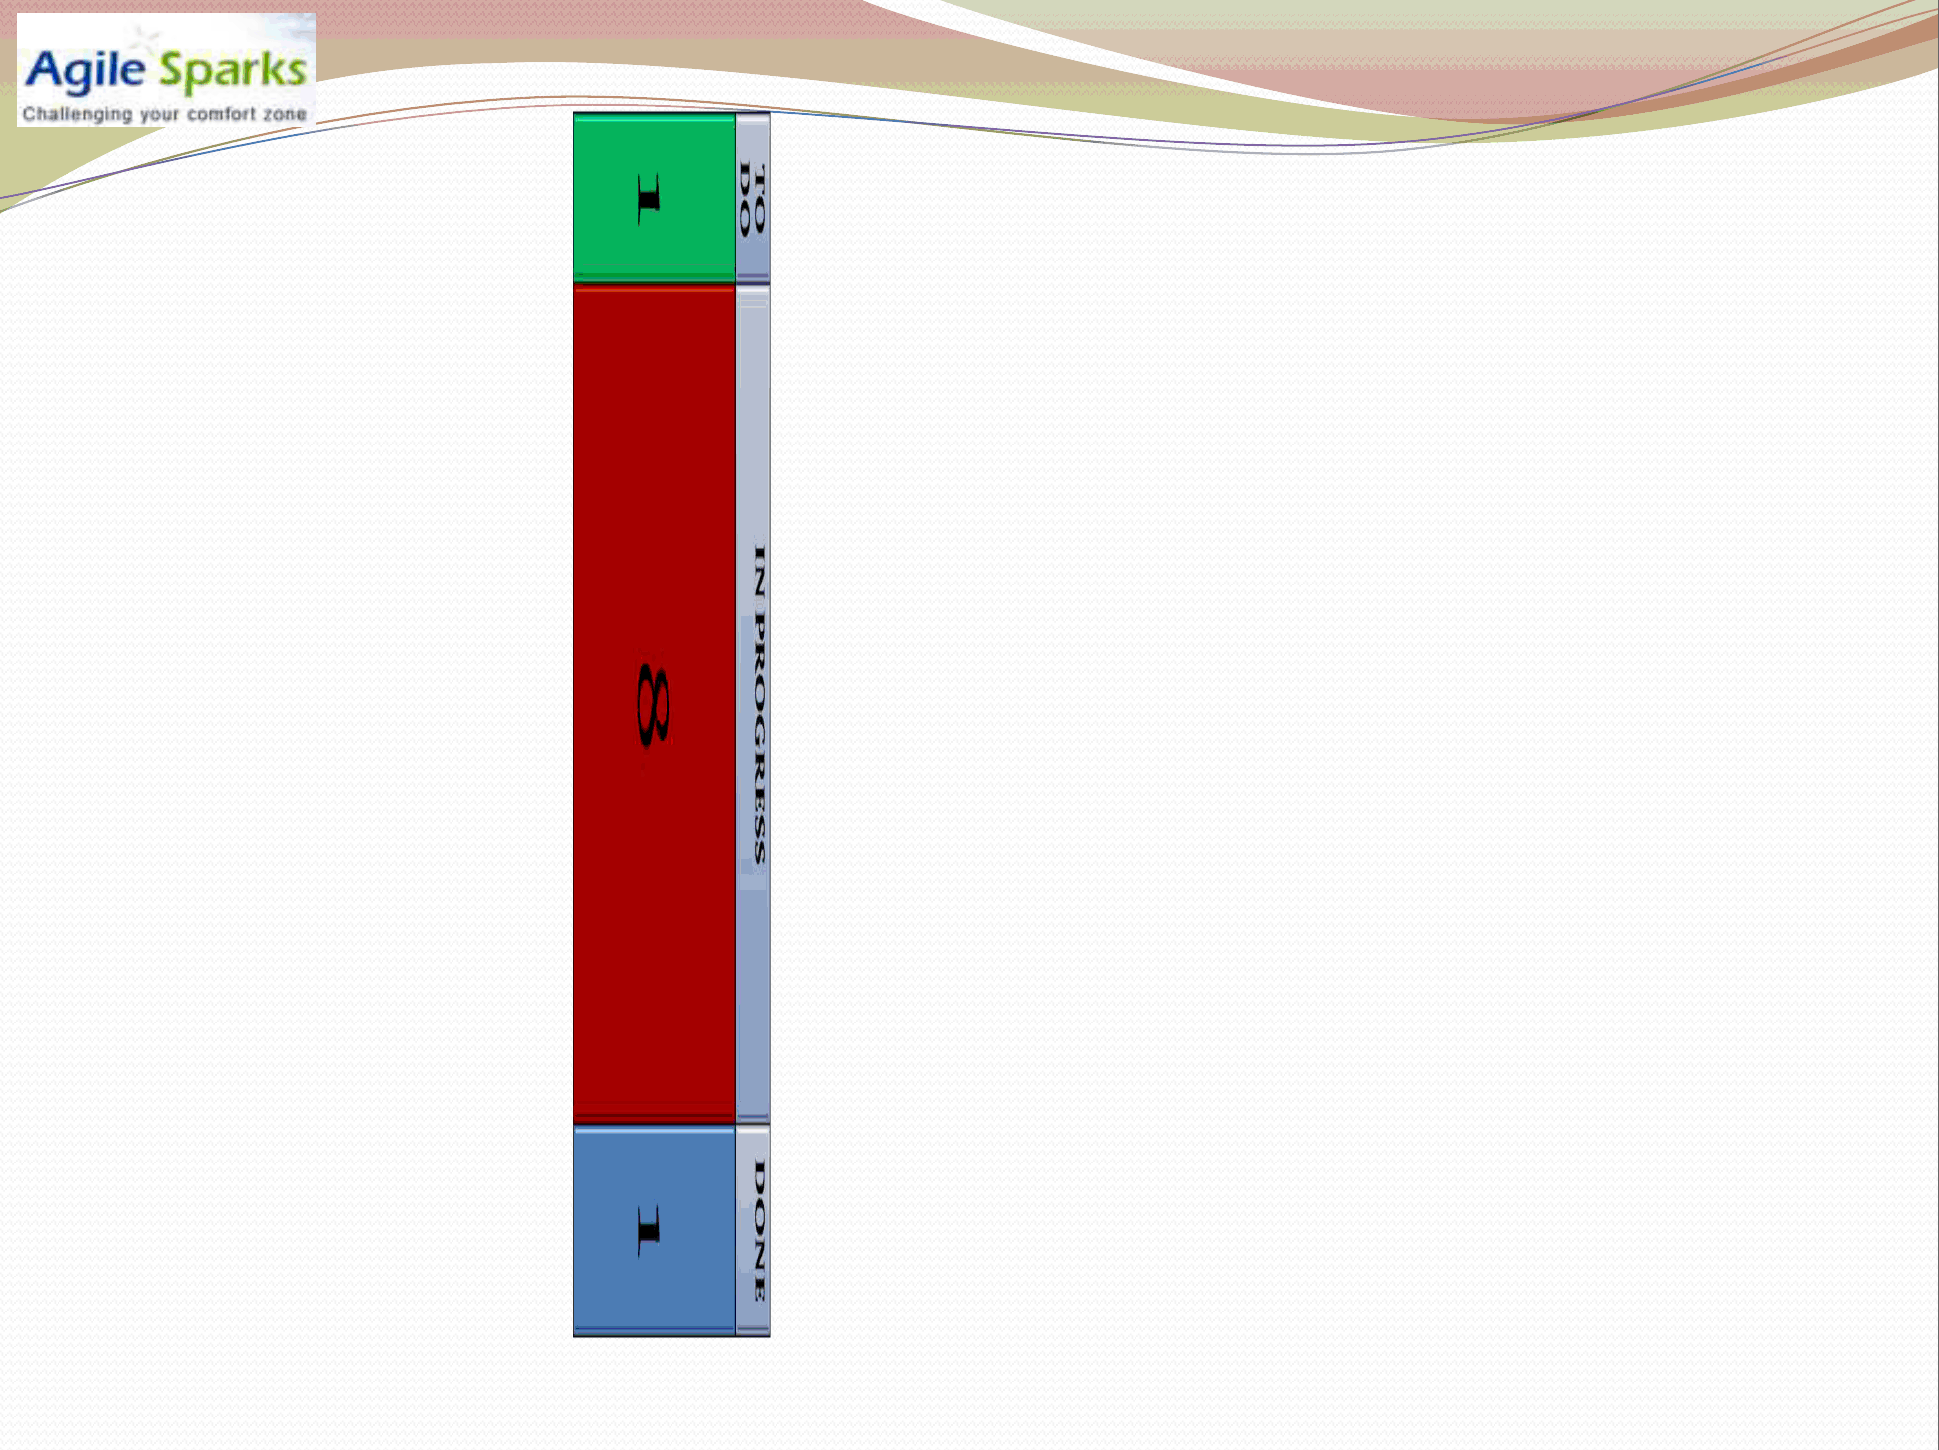 Agile Sparks
Challenging your comfort zone
TO
DO
IN PROGRESS
DONE
1
8
1